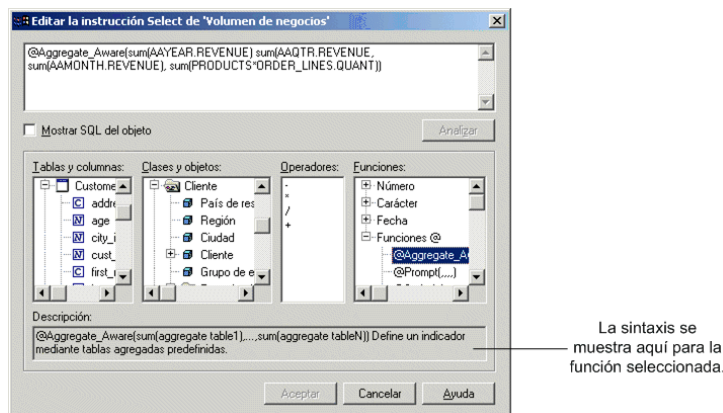 Editar la instrucción Select de 'Volumen de negocios'
@Aggregate_Aware(sum(AAYEAR.REVENUE) sum(AAQTR.REVENUE,
sum(AAMONTH.REVENUE), sum(PRODUCTS*ORDER_LINES.QUANT))
Mostrar SQL del objeto
Analizar
Tablas y columnas:
Custome
addre
age
city_i
cust_
first_
Clases y objetos:
Cliente
País de res
Región
Ciudad
Cliente
Grupo de e
Operadores:
-
*
/
+
Funciones:
Número
Carácter
Fecha
Funciones @
@Aggregate_A
@Prompt(,,,,)
Descripción:
@Aggregate_Aware(sum(aggregate table1),...,sum(aggregate tableN)) Define un indicador
mediante tablas agregadas predefinidas.
Aceptar
Cancelar
Ayuda
La sintaxis se
muestra aquí para la
función seleccionada.